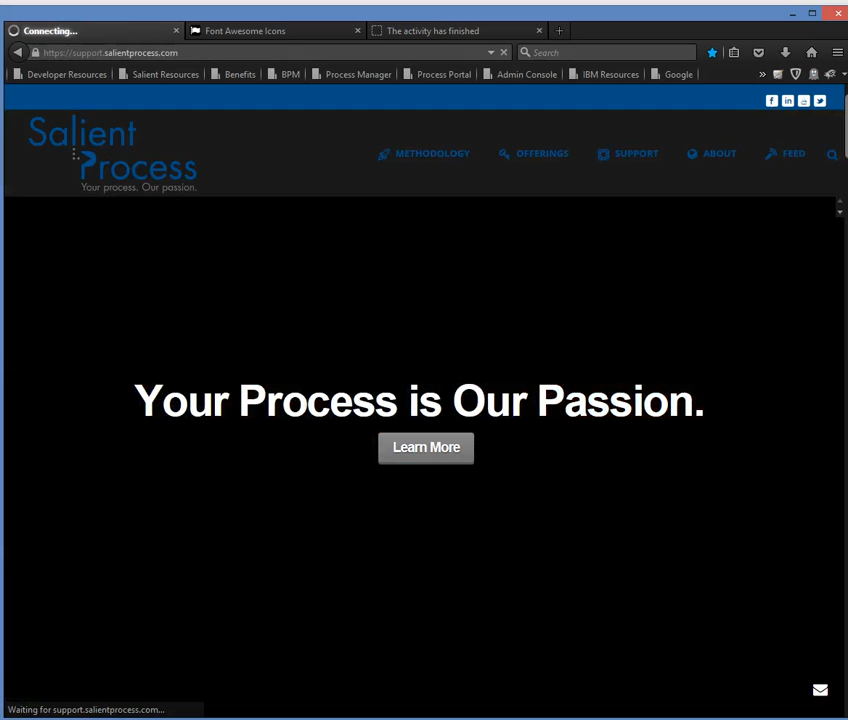 Connecting...
Font Awesome Icons
The activity has finished
https://support.salientprocess.com
Search
Developer Resources
Salient Resources
Benefits
BPM
Process Manager
Process Portal
Admin Console
IBM Resources
Google
Salient
Process
Your process. Our passion.
METHODOLOGY
OFFERINGS
SUPPORT
ABOUT
FEED
Your Process is Our Passion.
Learn More
Waiting for support.salientprocess.com...